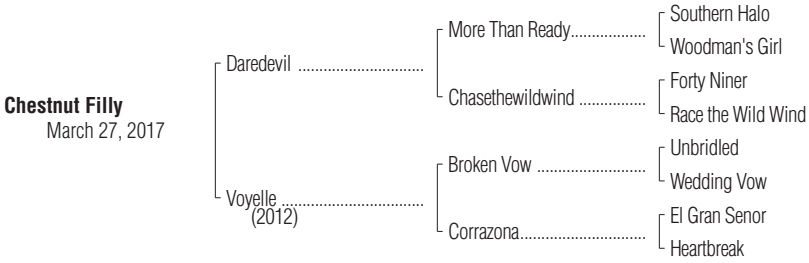 Southern Halo
More Than Ready..................
Woodman's Girl
Daredevil ..............................
Forty Niner
Chasethewildwind ................
Race the Wild Wind
Chestnut Filly
March 27, 2017
Unbridled
Broken Vow ..........................
Wedding Vow
Voyelle ..................................
(2012)
El Gran Senor
Corrazona..............................
Heartbreak